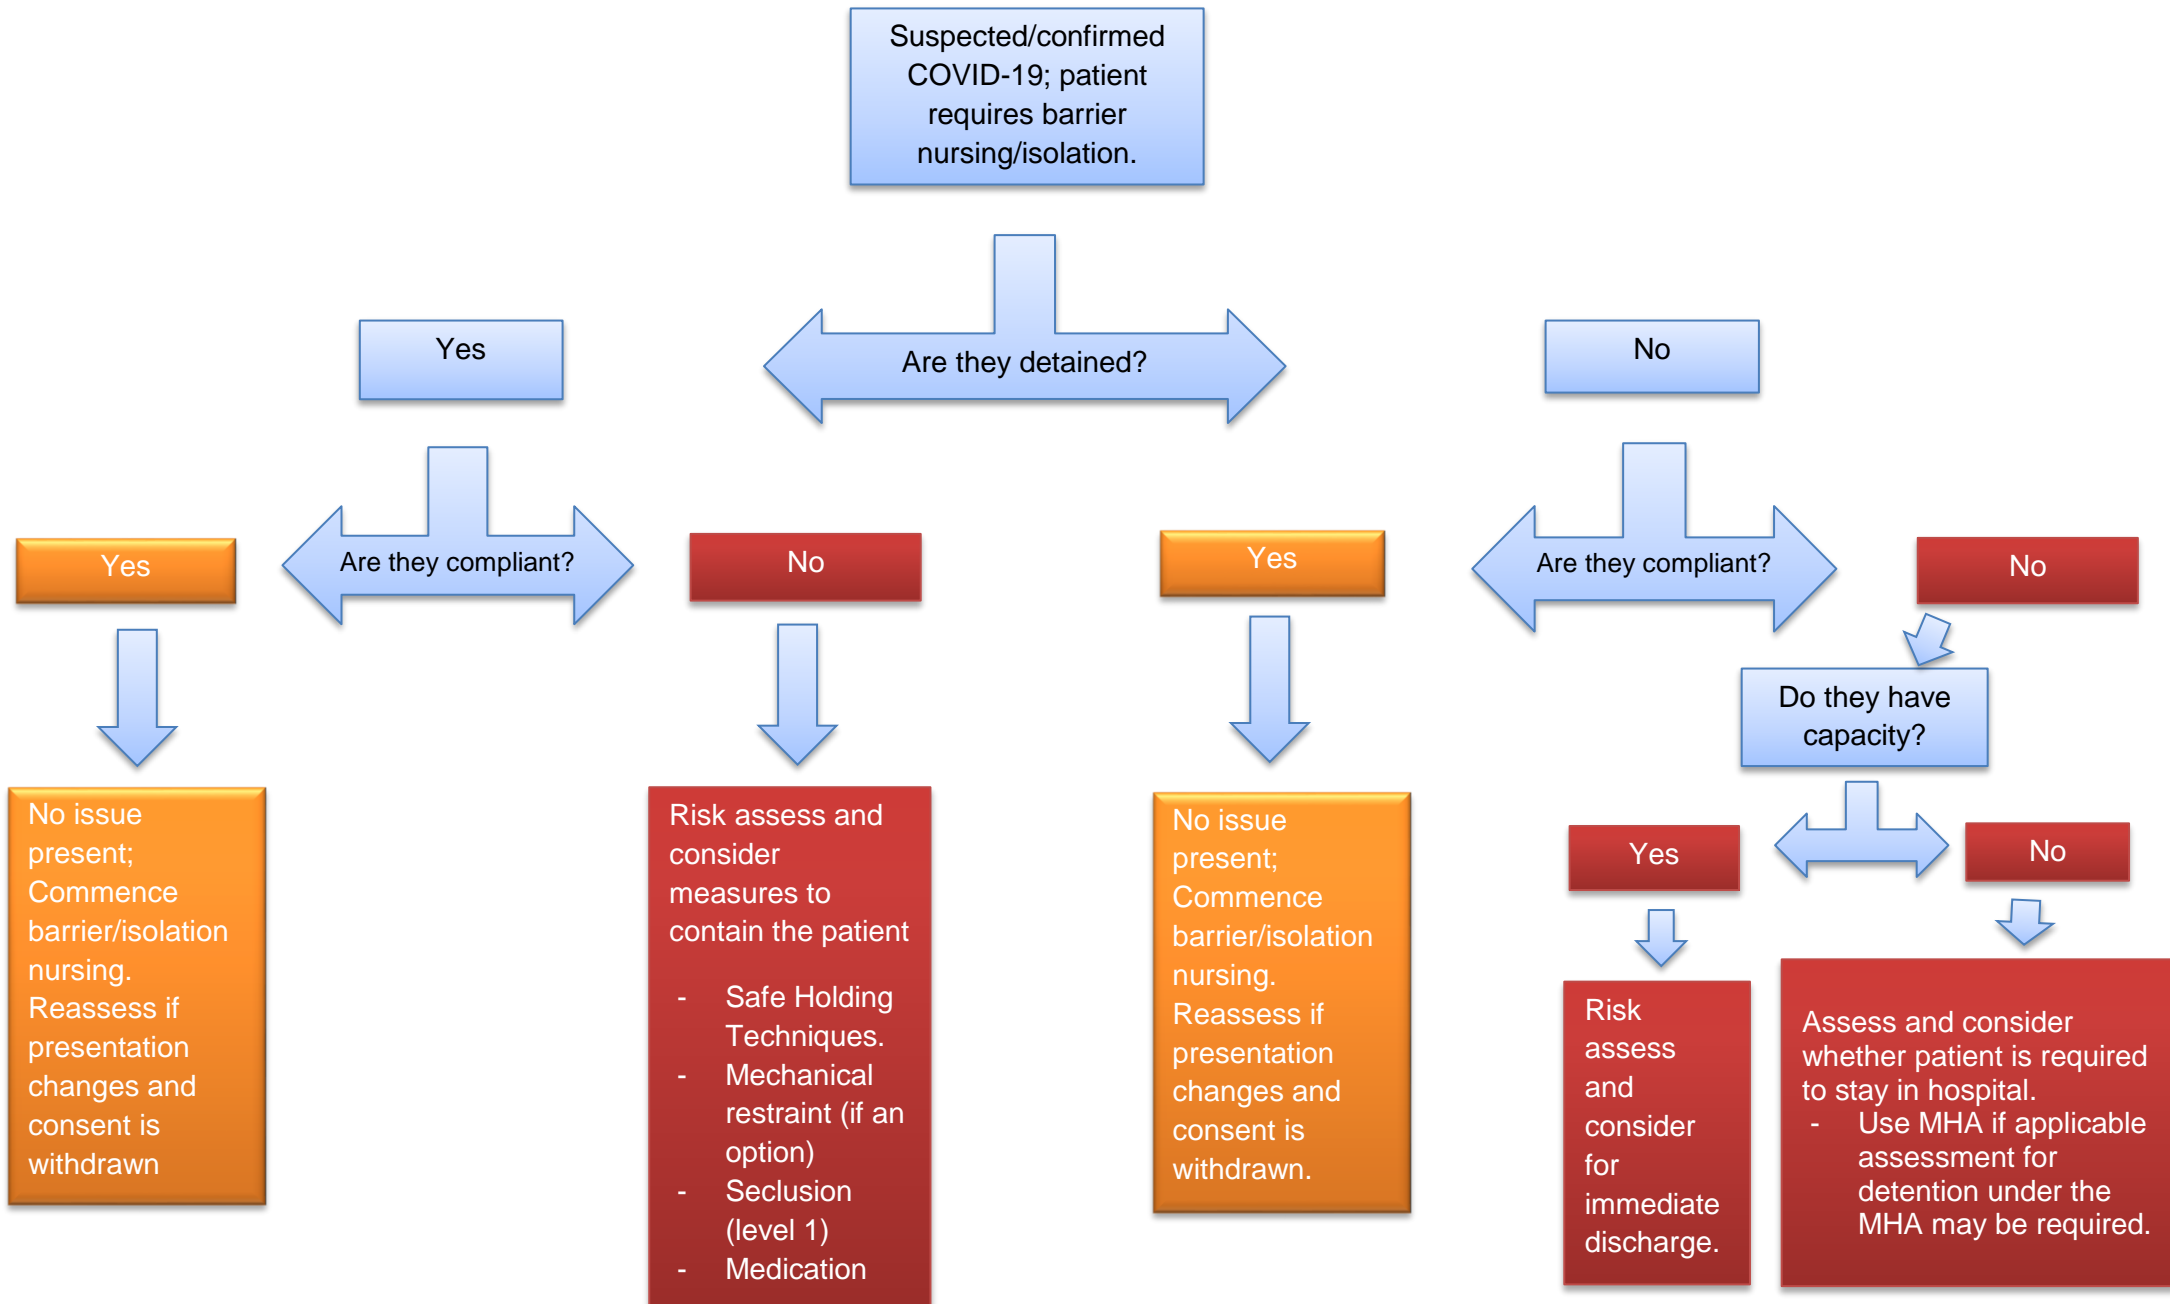 Suspected/confirmed
COVID-19; patient
requires barrier
nursing/isolation.
Are they detained?
Yes
No
Are they compliant?
Yes
No
Are they compliant?
Yes
No
Do they have
capacity?
Yes
No
No issue
present;
Commence
barrier/isolation
nursing.
Reassess if
presentation
changes and
consent is
withdrawn
Risk assess and
consider
measures to
contain the patient
- Safe Holding
Techniques.
- Mechanical
restraint (if an
option)
- Seclusion
(level 1)
- Medication
No issue
present;
Commence
barrier/isolation
nursing.
Reassess if
presentation
changes and
consent is
withdrawn.
Risk
assess
and
consider
for
immediate
discharge.
Assess and consider
whether patient is required
to stay in hospital.
- Use MHA if applicable
assessment for
detention under the
MHA may be required.